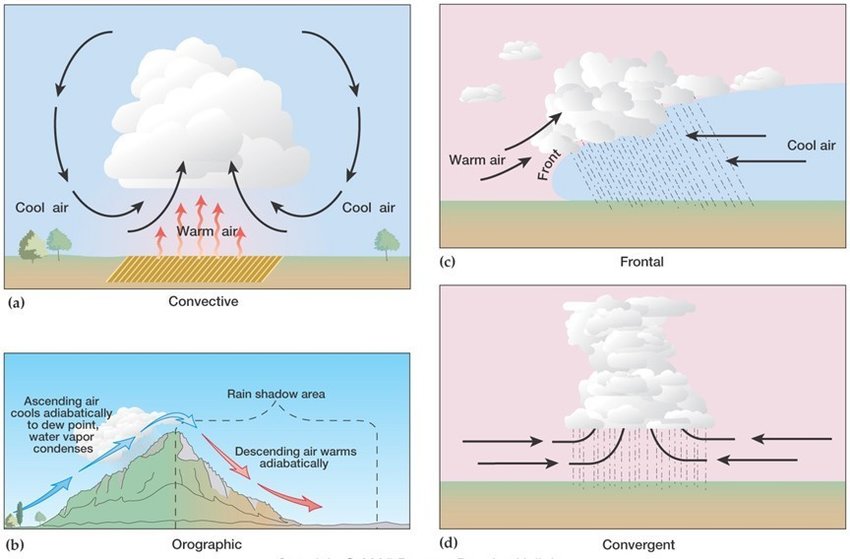 Cool air
Warm air
Cool air
(a)
Convective
Ascending air
cools adiabatically
to dew point,
water vapor
condenses
Rain shadow area
Descending air warms
adiabatically
(b)
Orographic
Warm air
Front
Cool air
(c)
Frontal
(d)
Convergent